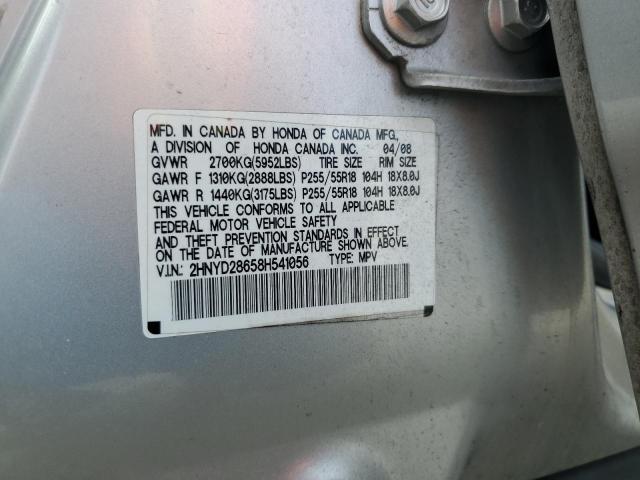 MFD. IN CANADA BY HONDA OF CANADA MFG.,
A DIVISION OF HONDA CANADA INC. 04/08
GVWR 2700KG(5952LBS) TIRE SIZE RIM SIZE
GAWR F 1310KG(2888LBS) P255/55R18 104H 18X8.0J
GAWR R 1440KG(3175LBS) P255/55R18 104H 18X8.0J
THIS VEHICLE CONFORMS TO ALL APPLICABLE
FEDERAL MOTOR VEHICLE SAFETY
AND THEFT PREVENTION STANDARDS IN EFFECT
ON THE DATE OF MANUFACTURE SHOWN ABOVE.
V.I.N.: 2HNYD28658H541056 TYPE: MPV